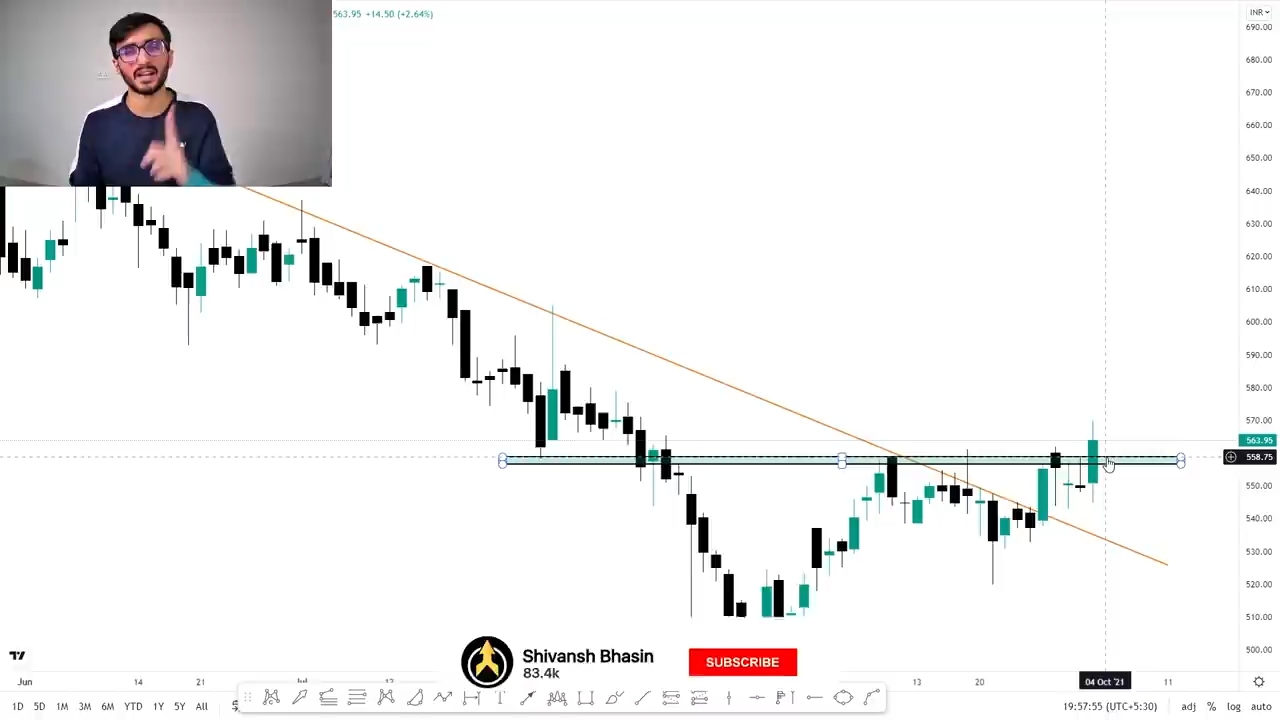 563.95 +14.50 (+2.64%)
INR
690.00
680.00
670.00
660.00
650.00
640.00
630.00
620.00
610.00
600.00
590.00
580.00
570.00
563.95
558.75
550.00
540.00
530.00
520.00
510.00
500.00
Shivansh Bhasin
83.4k
SUBSCRIBE
Jun 14 21 13 20 04 Oct '21 11
1D 5D 1M 3M 6M YTD 1Y 5Y All
19:57:55 (UTC+5:30) adj % log auto